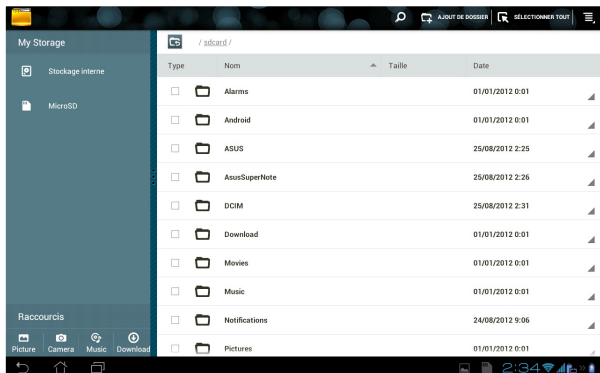 AJOUT DE DOSSIER SÉLECTIONNER TOUT
My Storage
/ sdcard /
Type Nom Taille Date
Stockage interne
MicroSD
Alarms 01/01/2012 0:01
Android 01/01/2012 0:01
ASUS 25/08/2012 2:25
AsusSuperNote 25/08/2012 2:26
DCIM 25/08/2012 2:31
Download 01/01/2012 0:01
Movies 01/01/2012 0:01
Music 01/01/2012 0:01
Notifications 24/08/2012 9:06
Pictures 01/01/2012 0:01
Raccourcis
Picture Camera Music Download
2:34